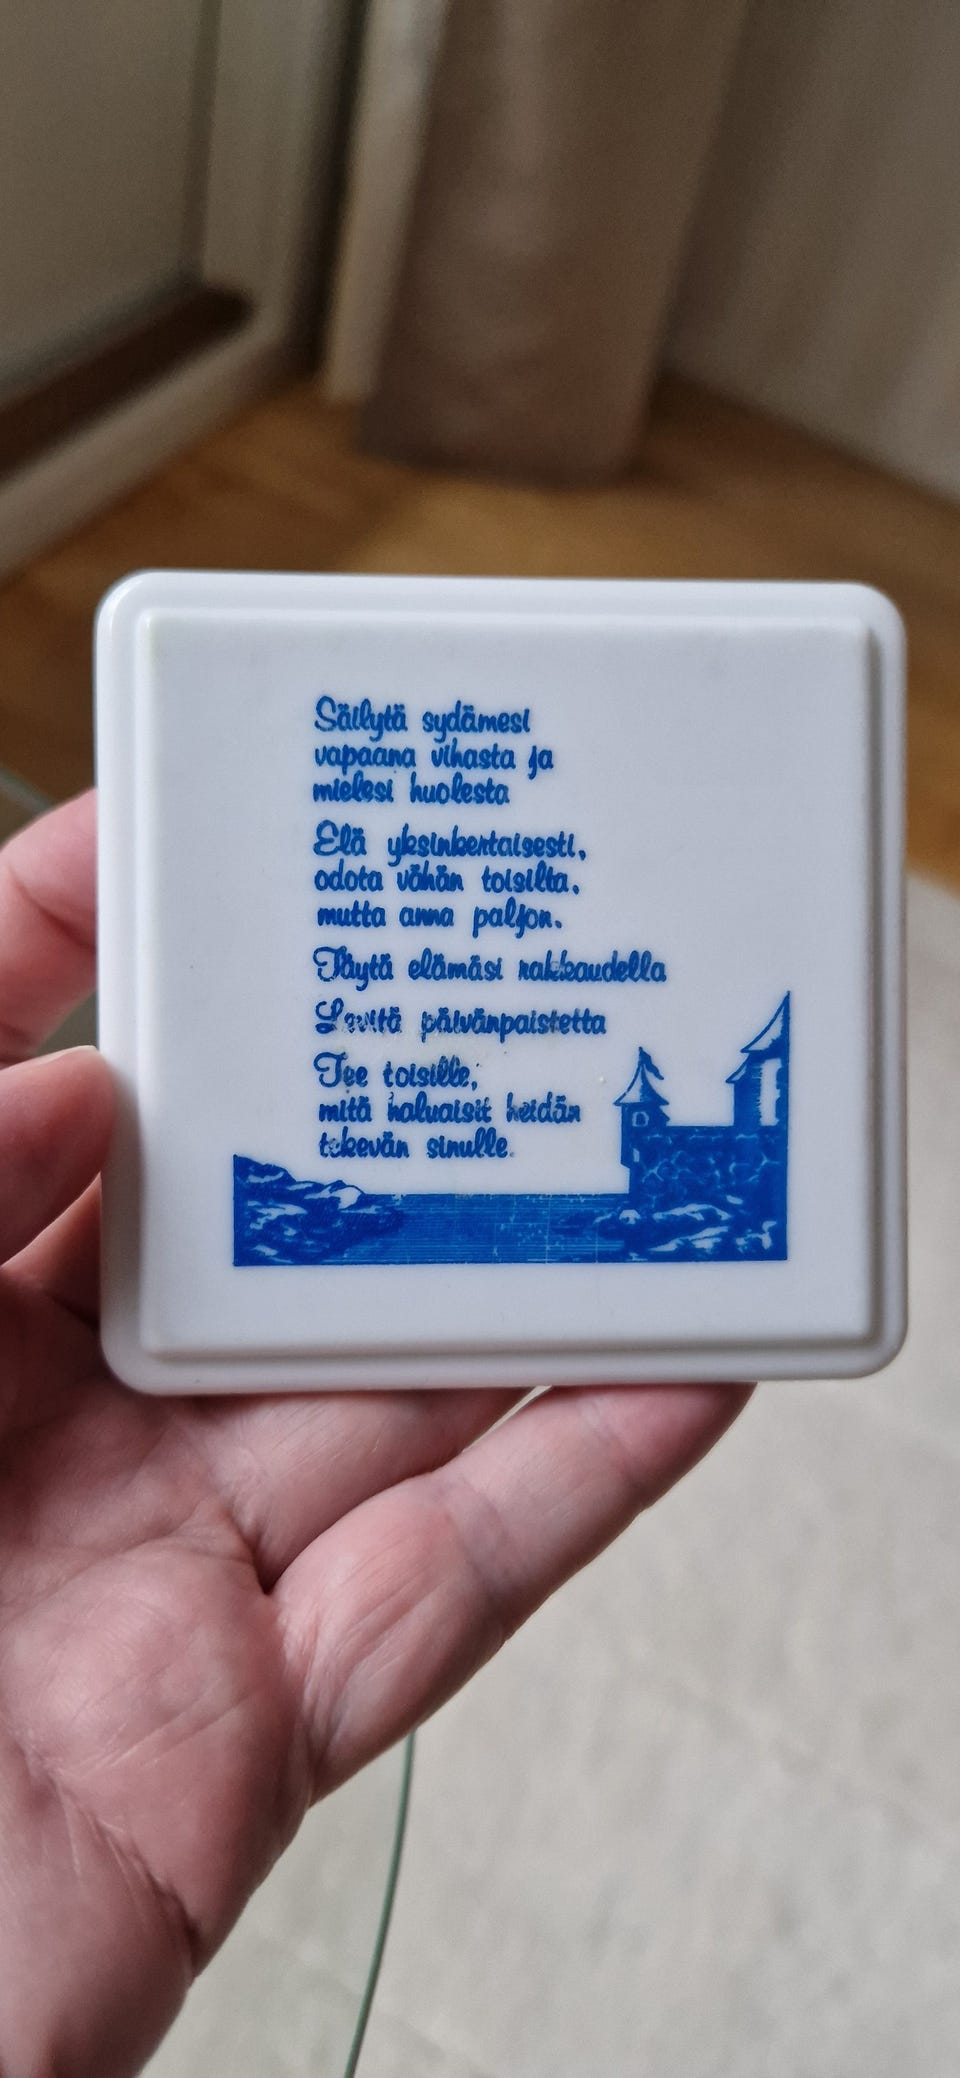 Säilytä sydämesi
vapaana vihasta ja
mielesi huolesta
Elä yksinkertaisesti,
odota vähän toisilta,
mutta anna paljon.
Täytä elämäsi rakkaudella
Levitä päivänpaistetta
Tee toisille,
mitä haluaisit heidän
tekevän sinulle.